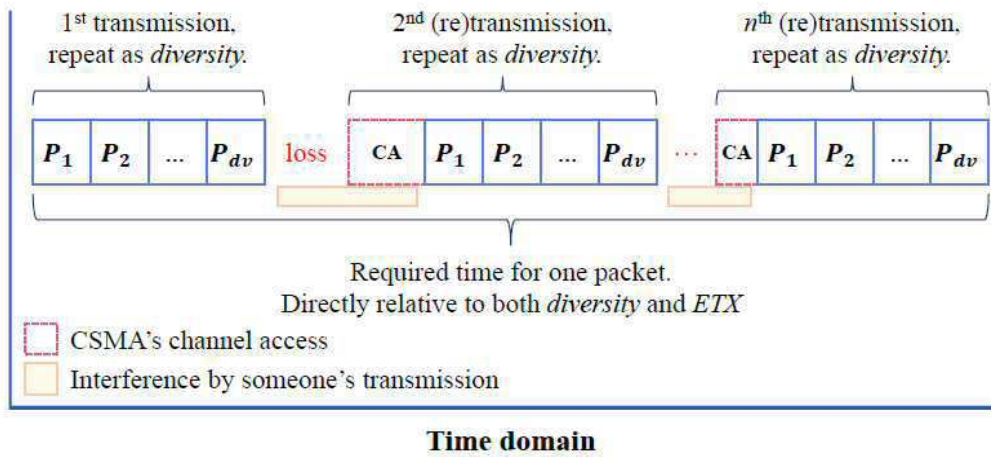 1st transmission,
repeat as diversity.
2nd (re)transmission,
repeat as diversity.
nth (re)transmission,
repeat as diversity.
P1 P2 ... Pdv loss CA P1 P2 ... Pdv ... CA P1 P2 ... Pdv
Required time for one packet.
Directly relative to both diversity and ETX
CSMA's channel access
Interference by someone's transmission
Time domain